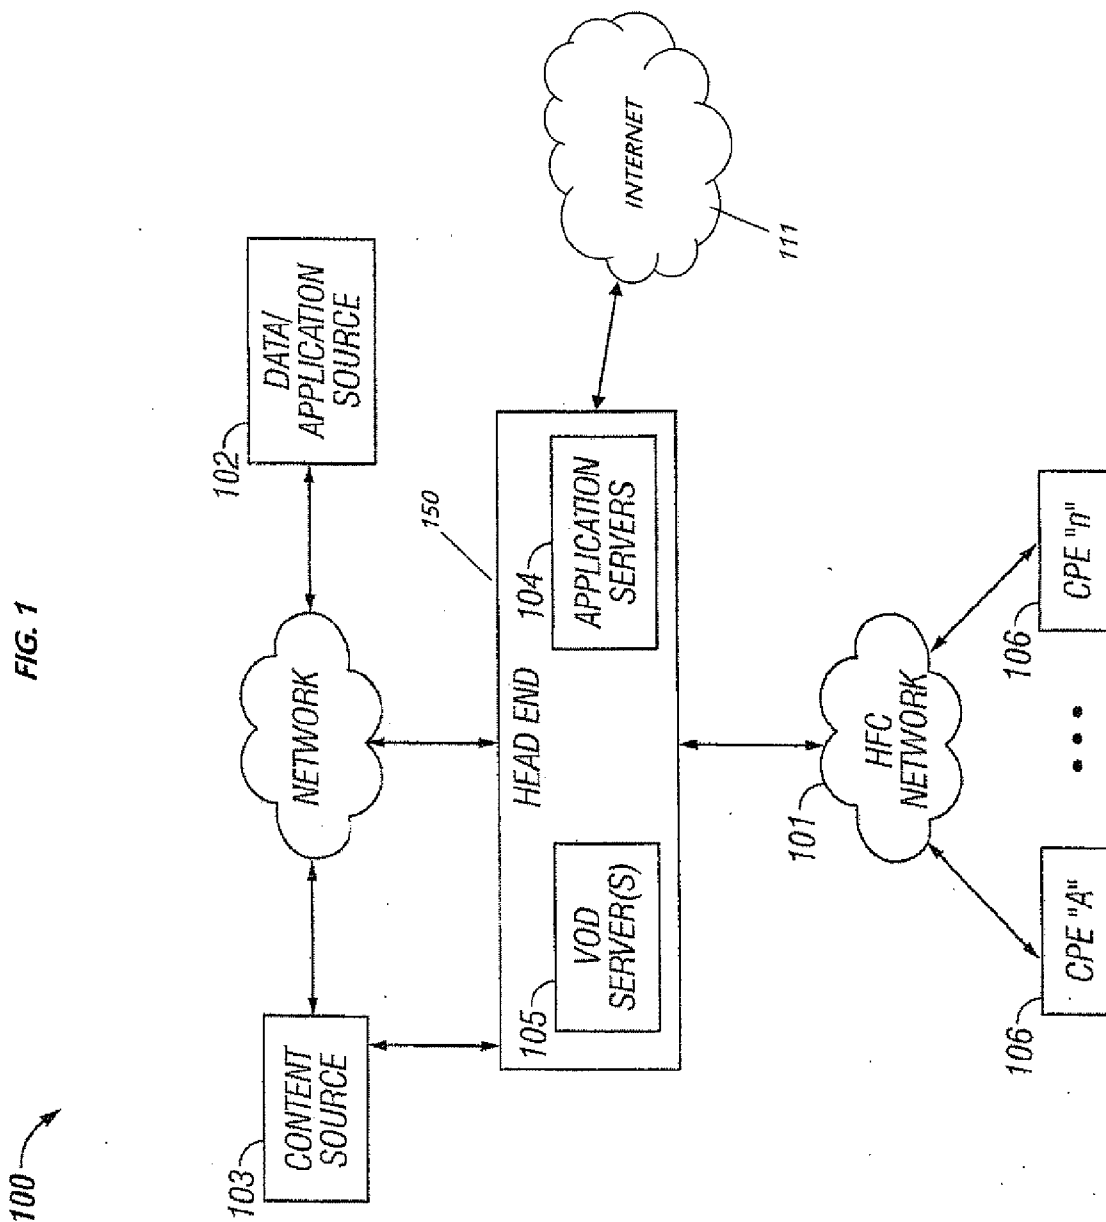 FIG. 1
100
103
CONTENT
SOURCE
NETWORK
102
DATA/
APPLICATION
SOURCE
150
HEAD END
105
VOD
SERVER(S)
104
APPLICATION
SERVERS
INTERNET
111
101
HFC
NETWORK
106
CPE "A"
106
CPE "n"